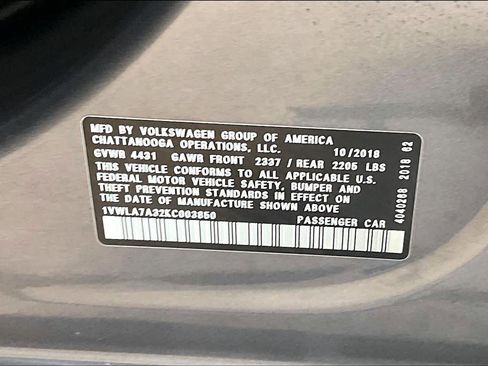 MFD BY VOLKSWAGEN GROUP OF AMERICA
CHATTANOOGA OPERATIONS, LLC. 10/2018
GVWR 4431 GAWR FRONT 2337 / REAR 2205 LBS
THIS VEHICLE CONFORMS TO ALL APPLICABLE U.S.
FEDERAL MOTOR VEHICLE SAFETY, BUMPER AND
THEFT PREVENTION STANDARDS IN EFFECT ON
THE DATE OF MANUFACTURE SHOWN ABOVE
1VWLA7A32KC003850 PASSENGER CAR
4040288 2018 02